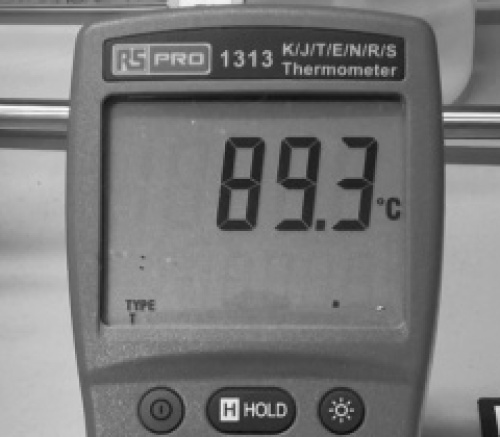 RS PRO 1313 K/J/T/E/N/R/S
Thermometer
89.3 °C
TYPE
T
H HOLD